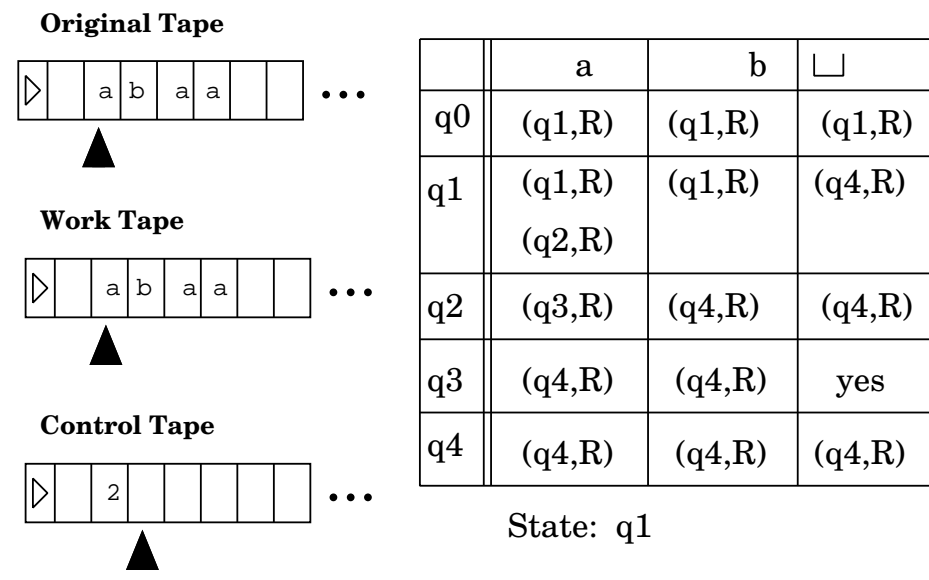 Original Tape
▷ a b a a ...
Work Tape
▷ a b a a ...
Control Tape
▷ 2 ...
a b ⊔
q0 (q1,R) (q1,R) (q1,R)
q1 (q1,R) (q1,R) (q4,R)
(q2,R)
q2 (q3,R) (q4,R) (q4,R)
q3 (q4,R) (q4,R) yes
q4 (q4,R) (q4,R) (q4,R)
State: q1